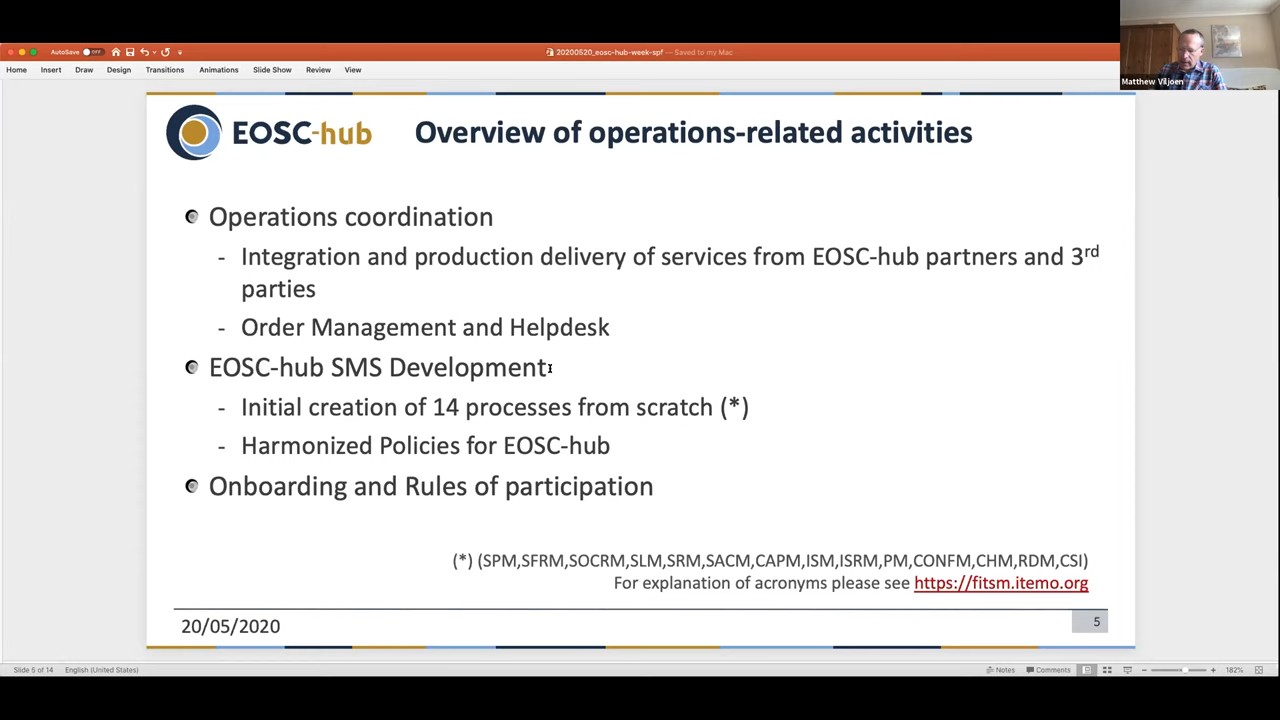 AutoSave OFF
20200520_eosc-hub-week-spf — Saved to my Mac
Home Insert Draw Design Transitions Animations Slide Show Review View
Matthew Viljoen
EOSC-hub
Overview of operations-related activities
Operations coordination
- Integration and production delivery of services from EOSC-hub partners and 3rd
parties
- Order Management and Helpdesk
EOSC-hub SMS Development
- Initial creation of 14 processes from scratch (*)
- Harmonized Policies for EOSC-hub
Onboarding and Rules of participation
(*) (SPM,SFRM,SOCRM,SLM,SRM,SACM,CAPM,ISM,ISRM,PM,CONFM,CHM,RDM,CSI)
For explanation of acronyms please see https://fitsm.itemo.org
20/05/2020
5
Slide 5 of 14 English (United States)
Notes Comments 182%